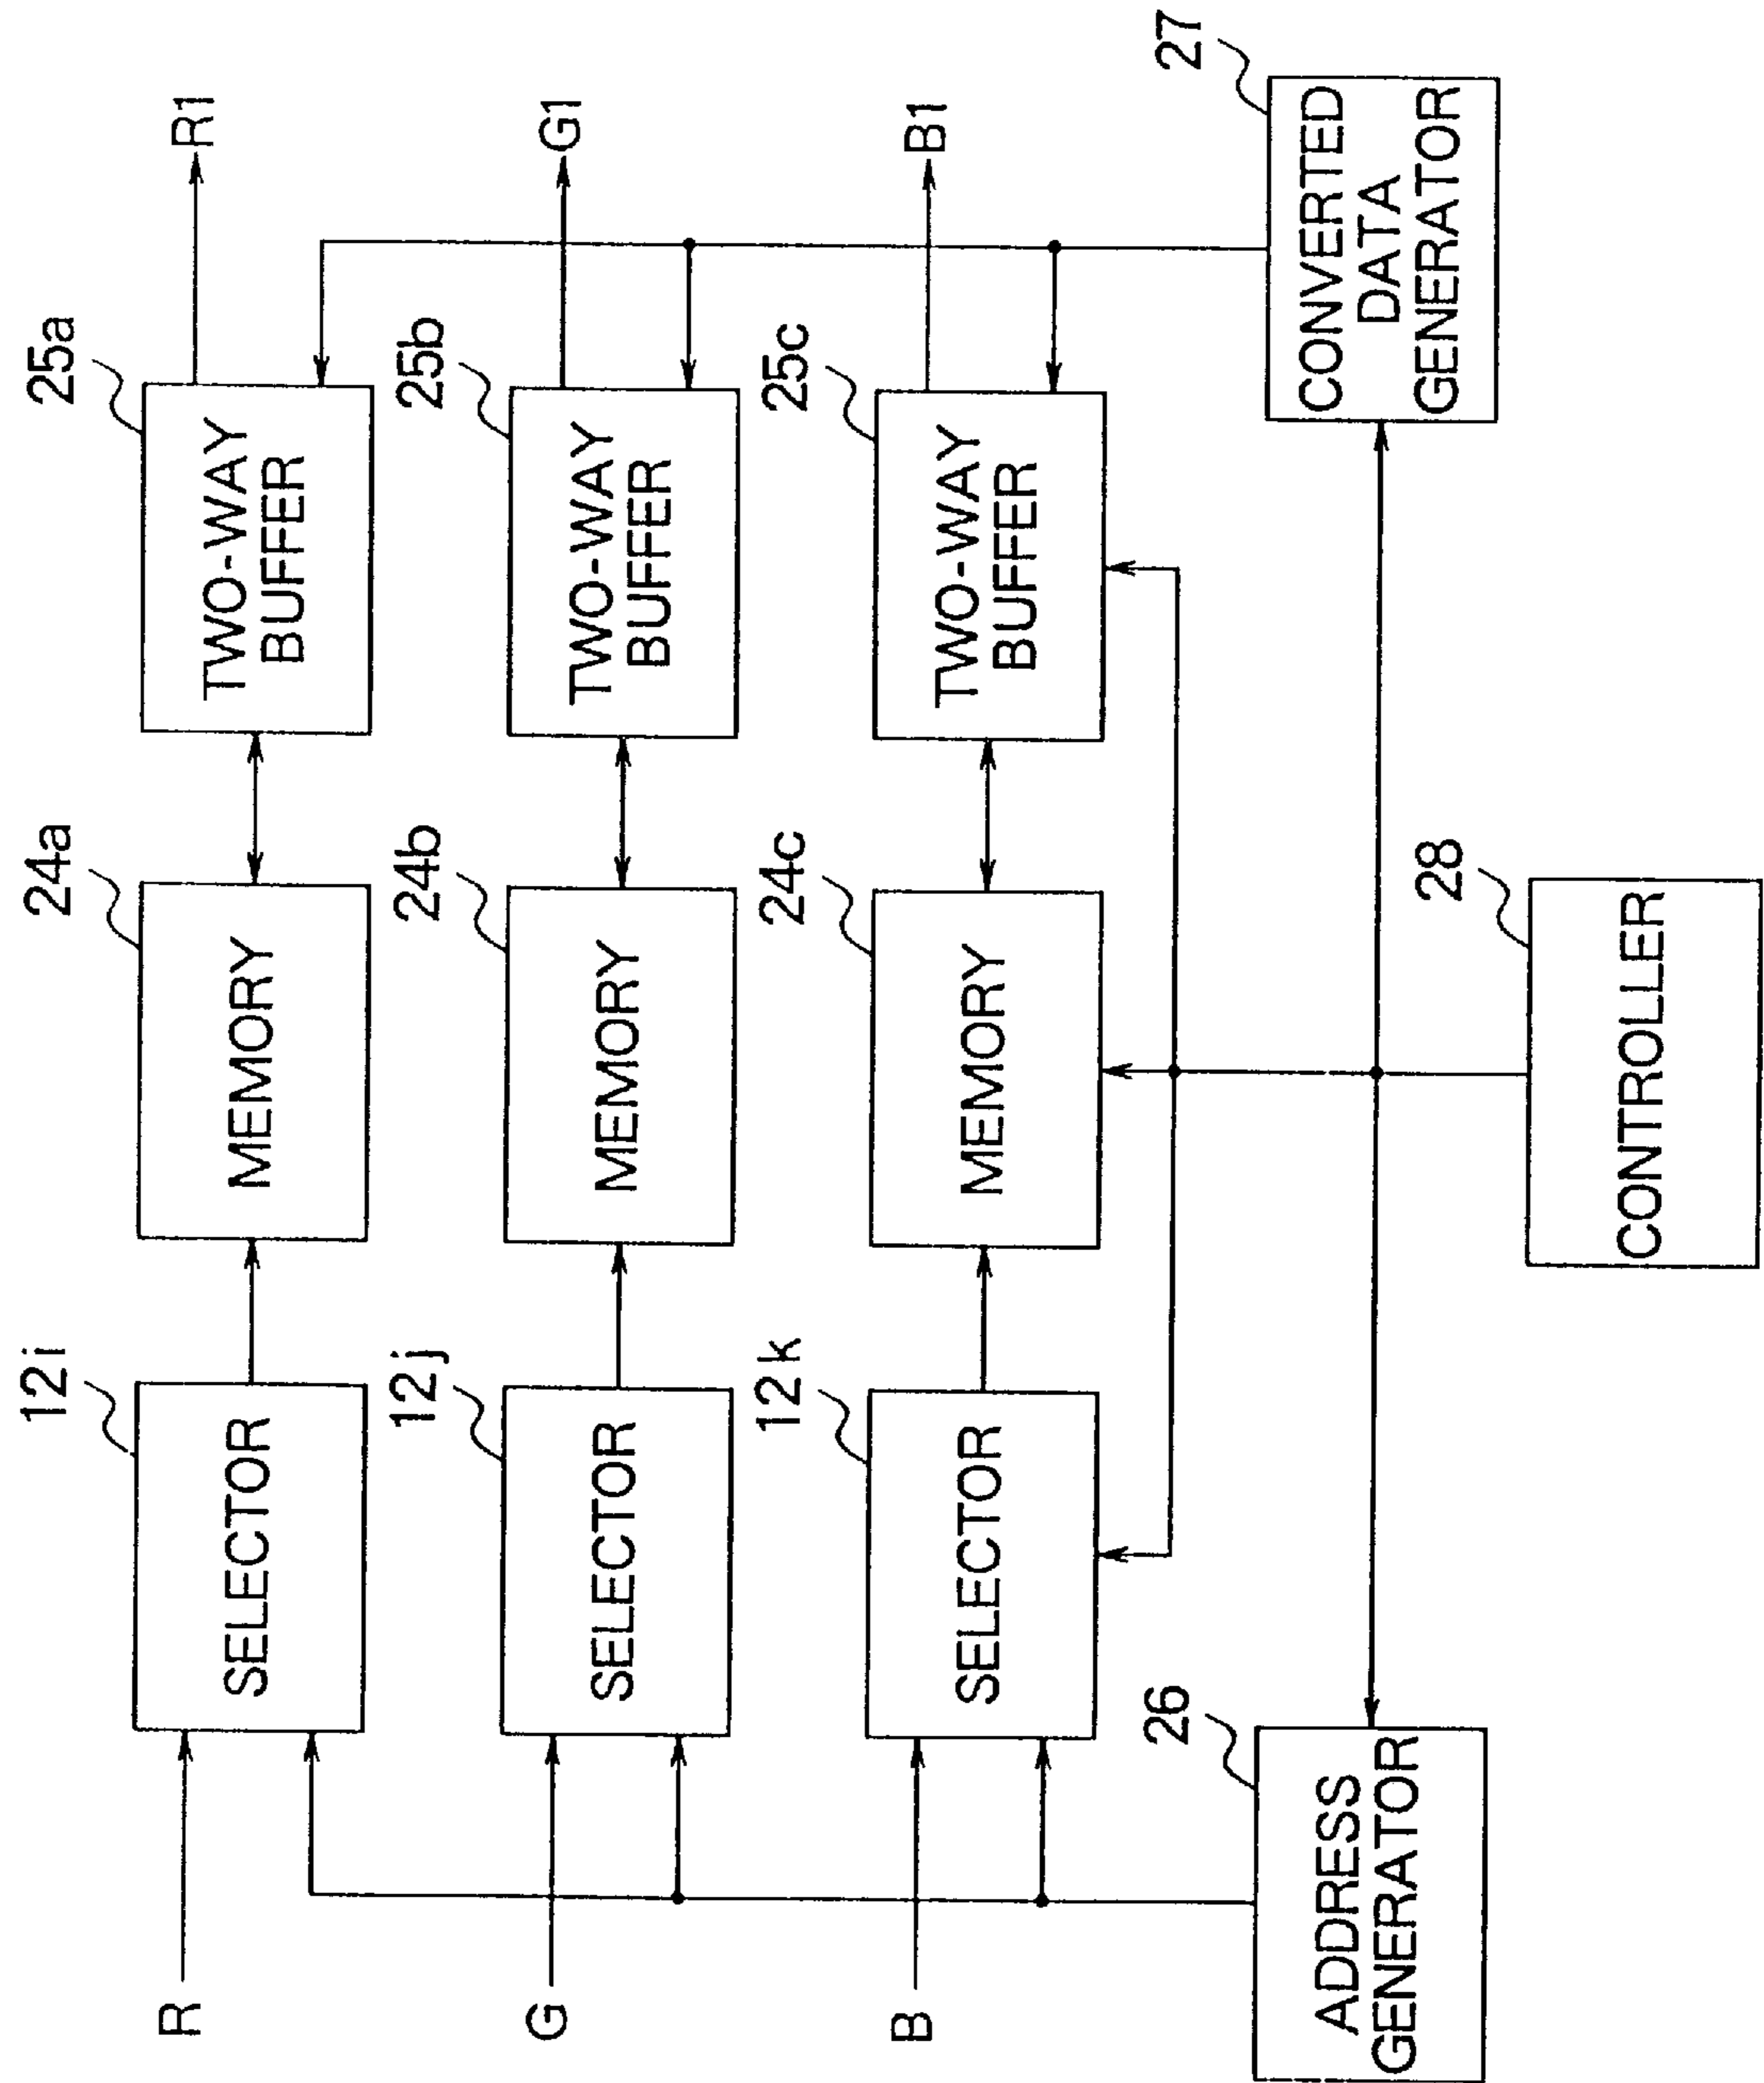 12i
24a
25a
R
SELECTOR
MEMORY
TWO-WAY
BUFFER
R1
12j
24b
25b
G
SELECTOR
MEMORY
TWO-WAY
BUFFER
G1
12k
24c
25c
B
SELECTOR
MEMORY
TWO-WAY
BUFFER
B1
26
ADDRESS
GENERATOR
27
CONVERTED
DATA
GENERATOR
28
CONTROLLER